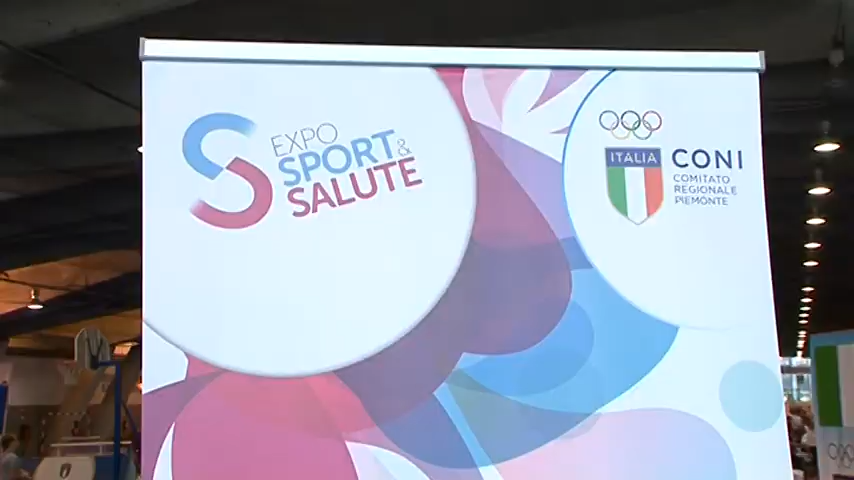 EXPO
SPORT &
SALUTE
ITALIA
CONI
COMITATO
REGIONALE
PIEMONTE